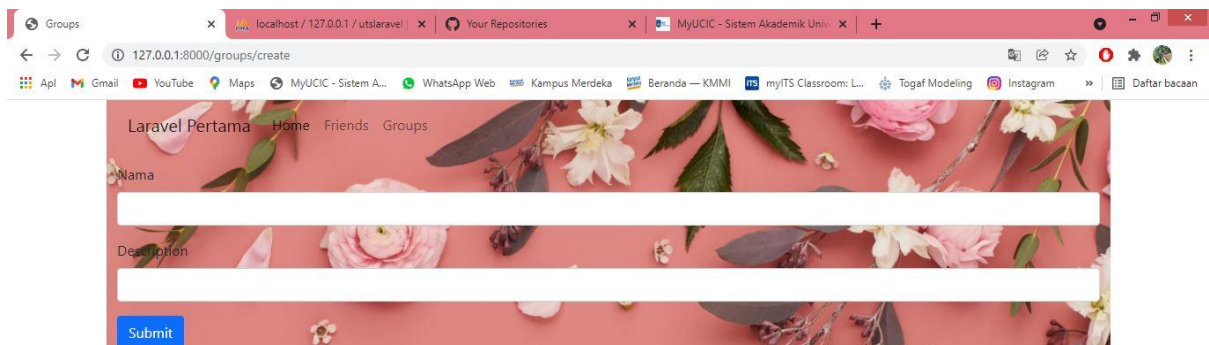 Groups
localhost / 127.0.0.1 / utslaravel |
Your Repositories
MyUCIC - Sistem Akademik Univ
127.0.0.1:8000/groups/create
Apl Gmail YouTube Maps MyUCIC - Sistem A... WhatsApp Web Kampus Merdeka Beranda — KMMI myITS Classroom: L... Togaf Modeling Instagram » Daftar bacaan
Laravel Pertama Home Friends Groups
Nama
Description
Submit